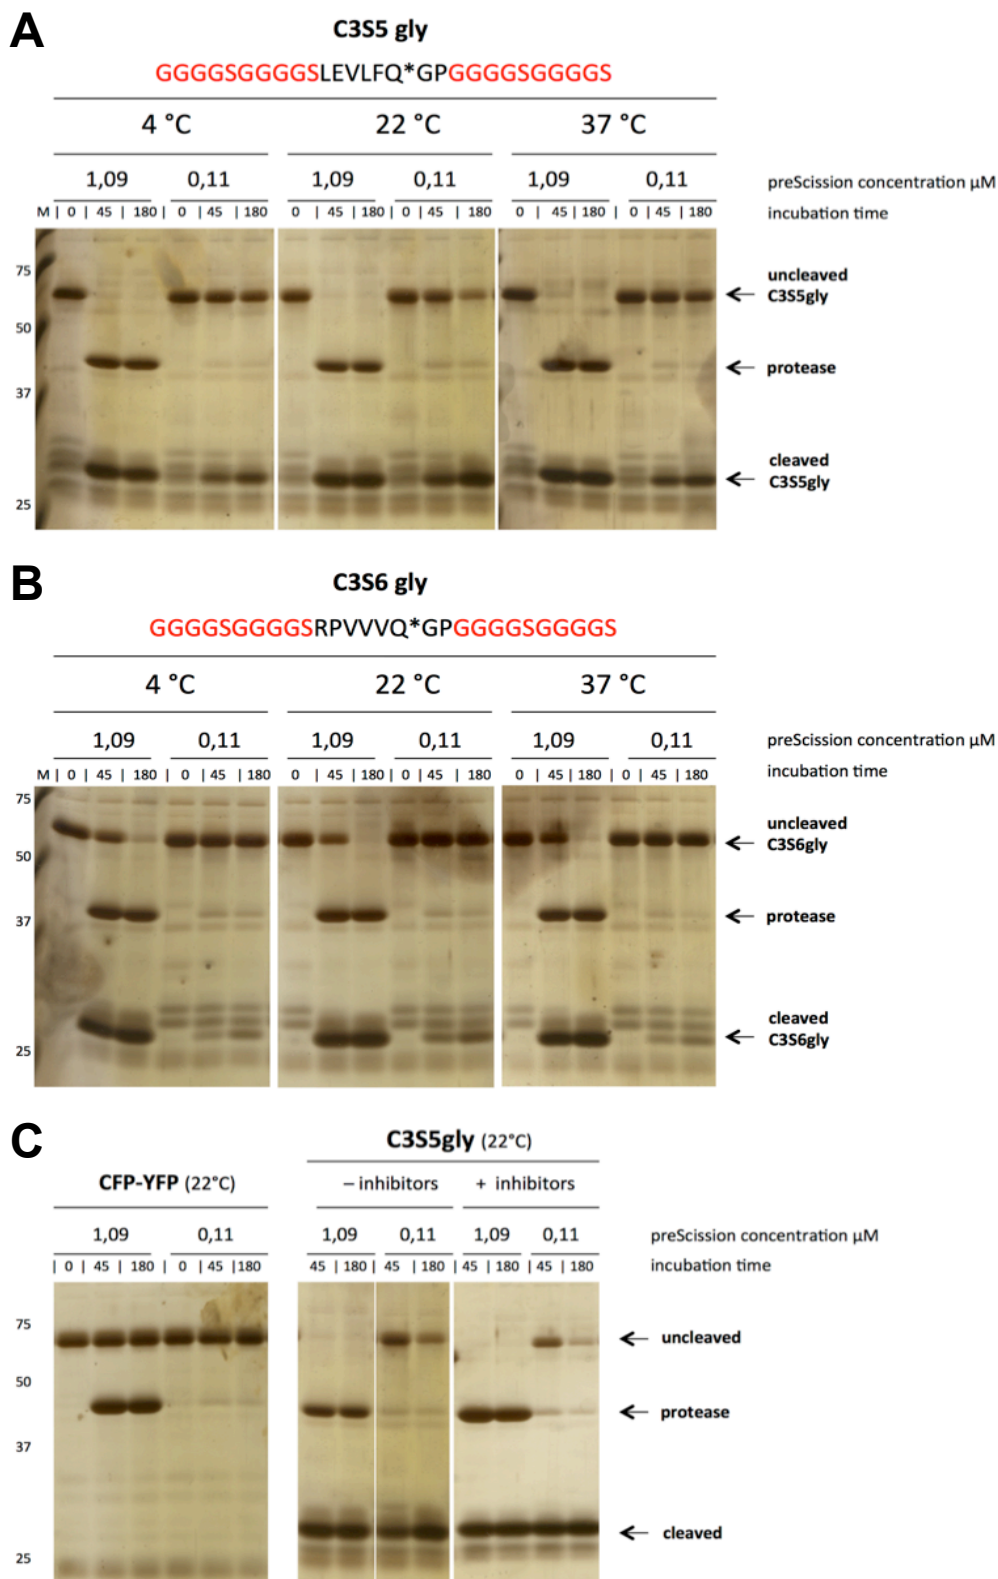 A
C3S5 gly
GGGGSGGGGSLEVLFQ*GPGGGGSGGGGS
4 °C 22 °C 37 °C
1,09 0,11 1,09 0,11 1,09 0,11 preScission concentration µM
M | 0 | 45 | 180 | 0 | 45 | 180 0 | 45 | 180 | 0 | 45 | 180 0 | 45 | 180 | 0 | 45 | 180 incubation time
75
uncleaved
C3S5gly
50
protease
37
cleaved
C3S5gly
25
B
C3S6 gly
GGGGSGGGGSRPVVVQ*GPGGGGSGGGGS
4 °C 22 °C 37 °C
1,09 0,11 1,09 0,11 1,09 0,11 preScission concentration µM
M | 0 | 45 | 180 | 0 | 45 | 180 0 | 45 | 180 | 0 | 45 | 180 0 | 45 | 180 | 0 | 45 | 180 incubation time
75
uncleaved
C3S6gly
50
protease
37
cleaved
C3S6gly
25
C
C3S5gly (22°C)
CFP-YFP (22°C) – inhibitors + inhibitors
1,09 0,11 1,09 0,11 1,09 0,11 preScission concentration µM
| 0 | 45 | 180 | 0 | 45 | 180 45 | 180 | 45 | 180 | 45 | 180 | 45 | 180 incubation time
75
uncleaved
50
protease
37
cleaved
25